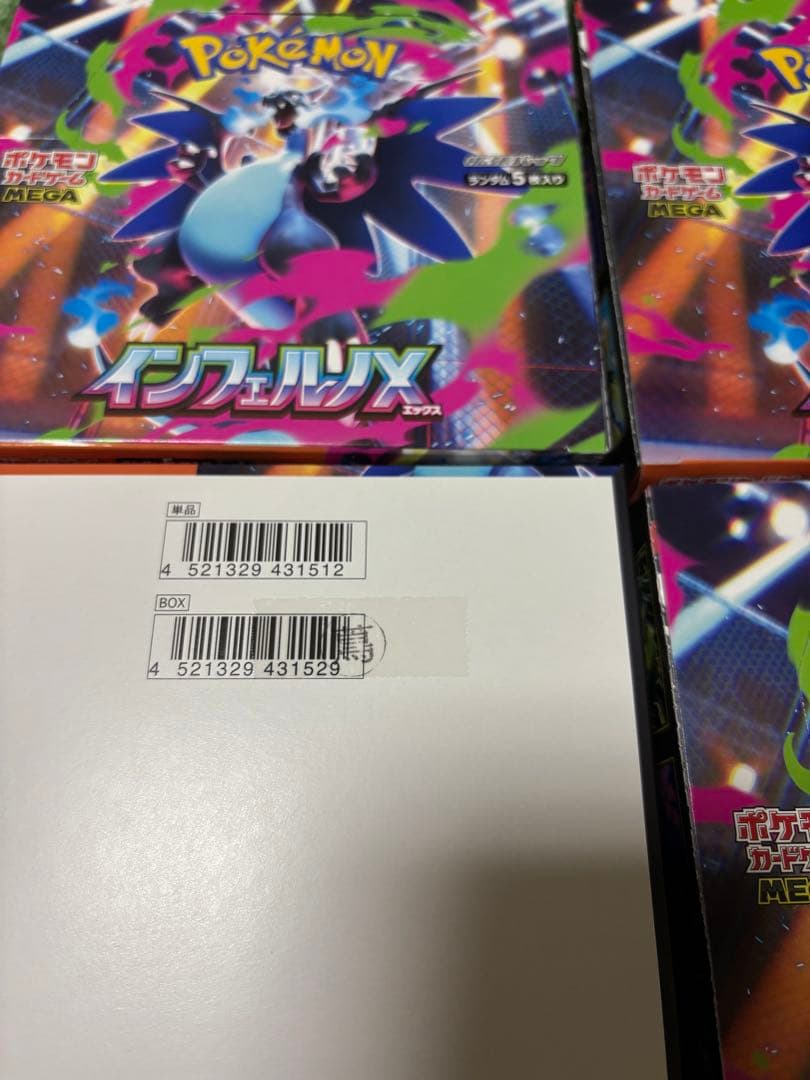 POKÉMON
ポケモン
カードゲーム
MEGA
拡張パック
ランダム5枚入り
インフェルノX
エックス
ポケモン
カードゲーム
MEGA
単品
4 521329 431512
BOX
4 521329 431529